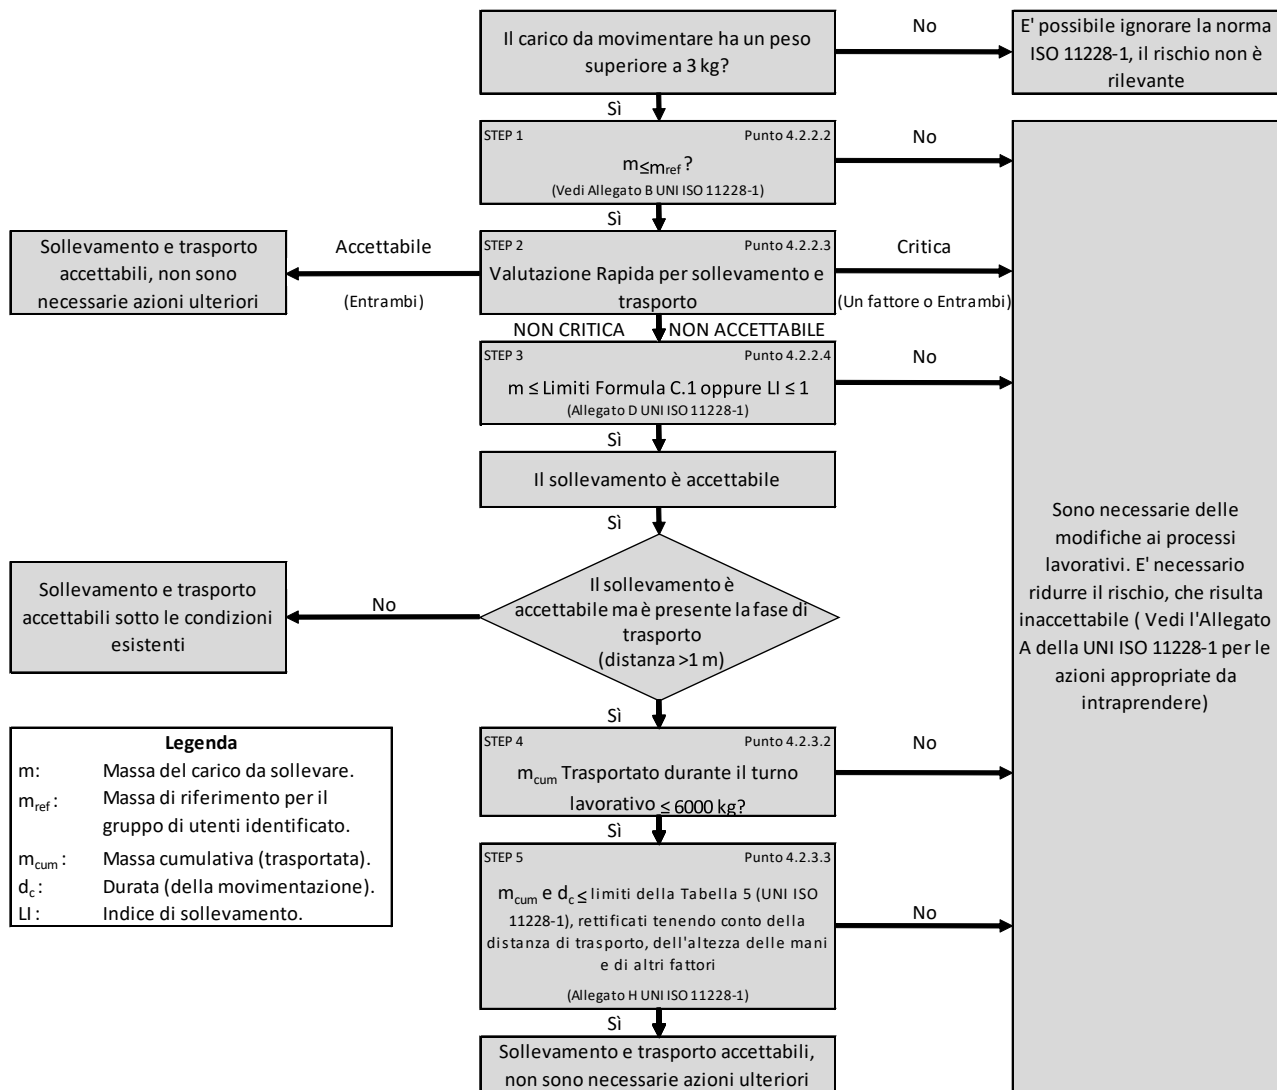 Il carico da movimentare ha un peso
superiore a 3 kg?
No
E' possibile ignorare la norma
ISO 11228-1, il rischio non è
rilevante
Sì
STEP 1 Punto 4.2.2.2
m≤mref ?
(Vedi Allegato B UNI ISO 11228-1)
No
Sì
Sollevamento e trasporto
accettabili, non sono
necessarie azioni ulteriori
Accettabile
(Entrambi)
STEP 2 Punto 4.2.2.3
Valutazione Rapida per sollevamento e
trasporto
Critica
(Un fattore o Entrambi)
NON CRITICA NON ACCETTABILE
STEP 3 Punto 4.2.2.4
m ≤ Limiti Formula C.1 oppure LI ≤ 1
(Allegato D UNI ISO 11228-1)
No
Sì
Il sollevamento è accettabile
Sì
Il sollevamento è
accettabile ma è presente la fase di
trasporto
(distanza >1 m)
No
Sollevamento e trasporto
accettabili sotto le condizioni
esistenti
Sono necessarie delle
modifiche ai processi
lavorativi. E' necessario
ridurre il rischio, che risulta
inaccettabile ( Vedi l'Allegato
A della UNI ISO 11228-1 per le
azioni appropriate da
intraprendere)
Sì
STEP 4 Punto 4.2.3.2
mcum Trasportato durante il turno
lavorativo ≤ 6000 kg?
No
Sì
STEP 5 Punto 4.2.3.3
mcum e dc ≤ limiti della Tabella 5 (UNI ISO
11228-1), rettificati tenendo conto della
distanza di trasporto, dell'altezza delle mani
e di altri fattori
(Allegato H UNI ISO 11228-1)
No
Sì
Sollevamento e trasporto accettabili,
non sono necessarie azioni ulteriori
Legenda
m: Massa del carico da sollevare.
mref : Massa di riferimento per il
gruppo di utenti identificato.
mcum : Massa cumulativa (trasportata).
dc : Durata (della movimentazione).
LI : Indice di sollevamento.